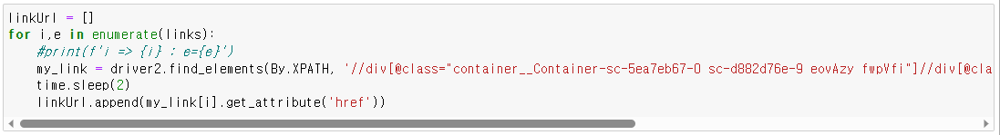 linkUrl = []
for i,e in enumerate(links):
    #print(f'i => {i} : e={e}')
    my_link = driver2.find_elements(By.XPATH, '//div[@class="container__Container-sc-5ea7eb67-0 sc-d882d76e-9 eovAzy fwpVfi"]//div[@cla
    time.sleep(2)
    linkUrl.append(my_link[i].get_attribute('href'))